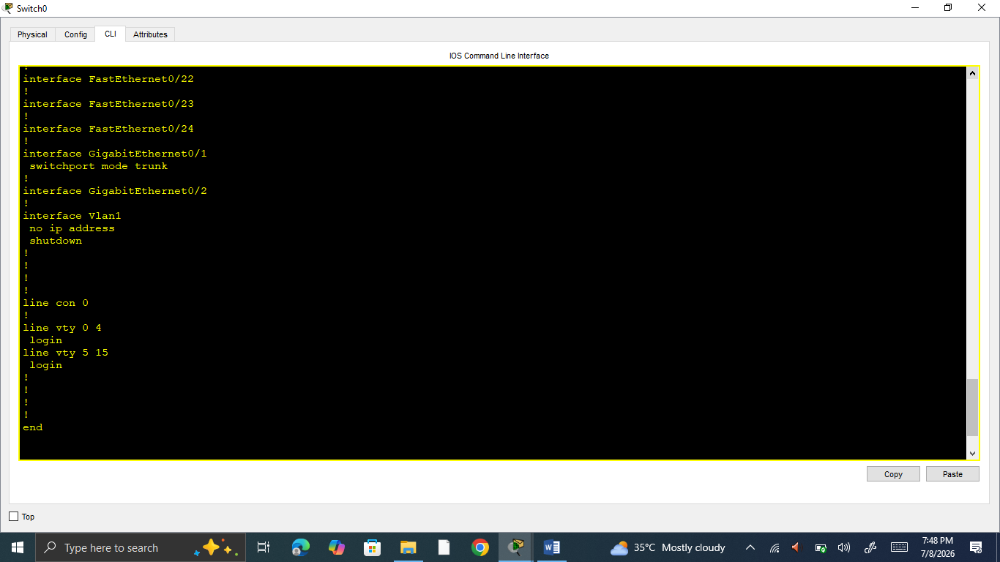 Switch0
Physical
Config
CLI
Attributes
IOS Command Line Interface
!
interface FastEthernet0/22
!
interface FastEthernet0/23
!
interface FastEthernet0/24
!
interface GigabitEthernet0/1
 switchport mode trunk
!
interface GigabitEthernet0/2
!
interface Vlan1
 no ip address
 shutdown
!
!
!
!
line con 0
!
line vty 0 4
 login
line vty 5 15
 login
!
!
!
!
end
Copy
Paste
Top
Type here to search
35°C Mostly cloudy
7:48 PM
7/8/2026